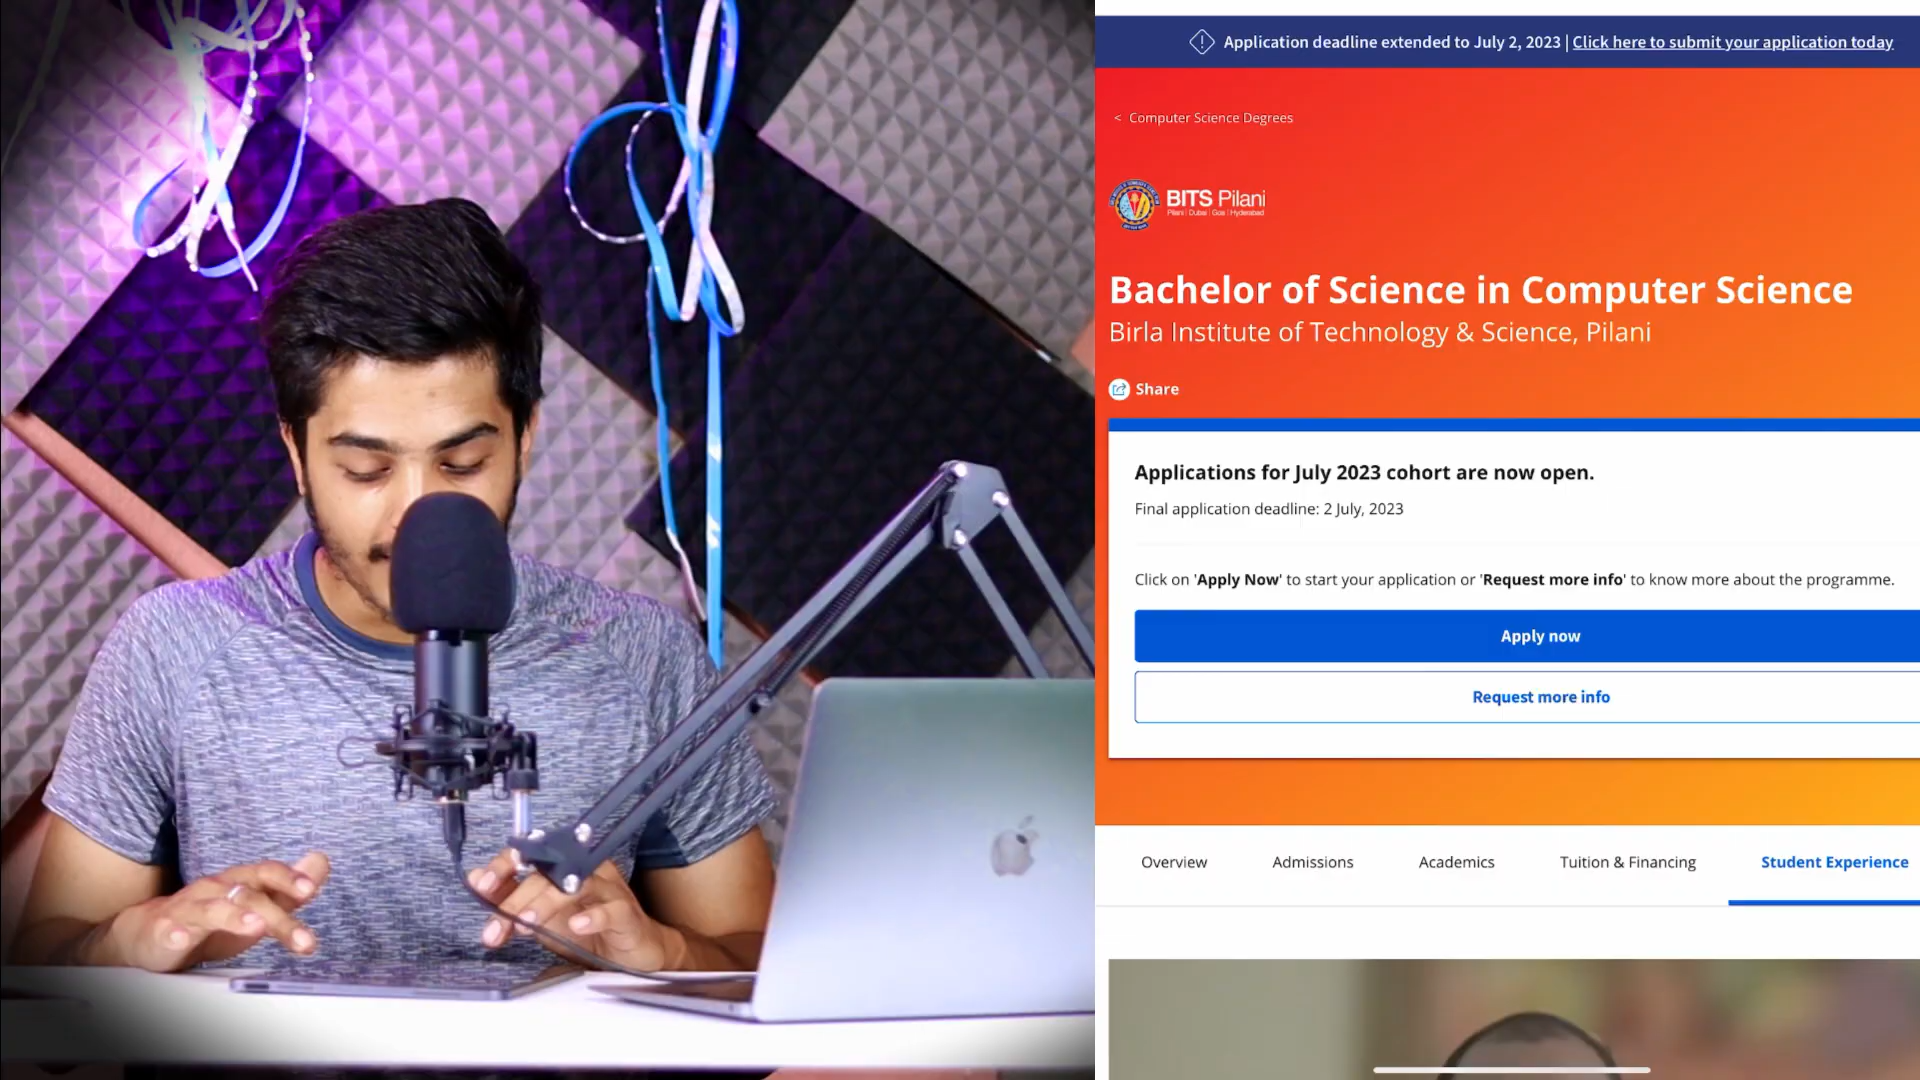 Application deadline extended to July 2, 2023 | Click here to submit your application today
< Computer Science Degrees
BITS Pilani
Pilani | Dubai | Goa | Hyderabad
Bachelor of Science in Computer Science
Birla Institute of Technology & Science, Pilani
Share
Applications for July 2023 cohort are now open.
Final application deadline: 2 July, 2023
Click on 'Apply Now' to start your application or 'Request more info' to know more about the programme.
Apply now
Request more info
Overview Admissions Academics Tuition & Financing Student Experience